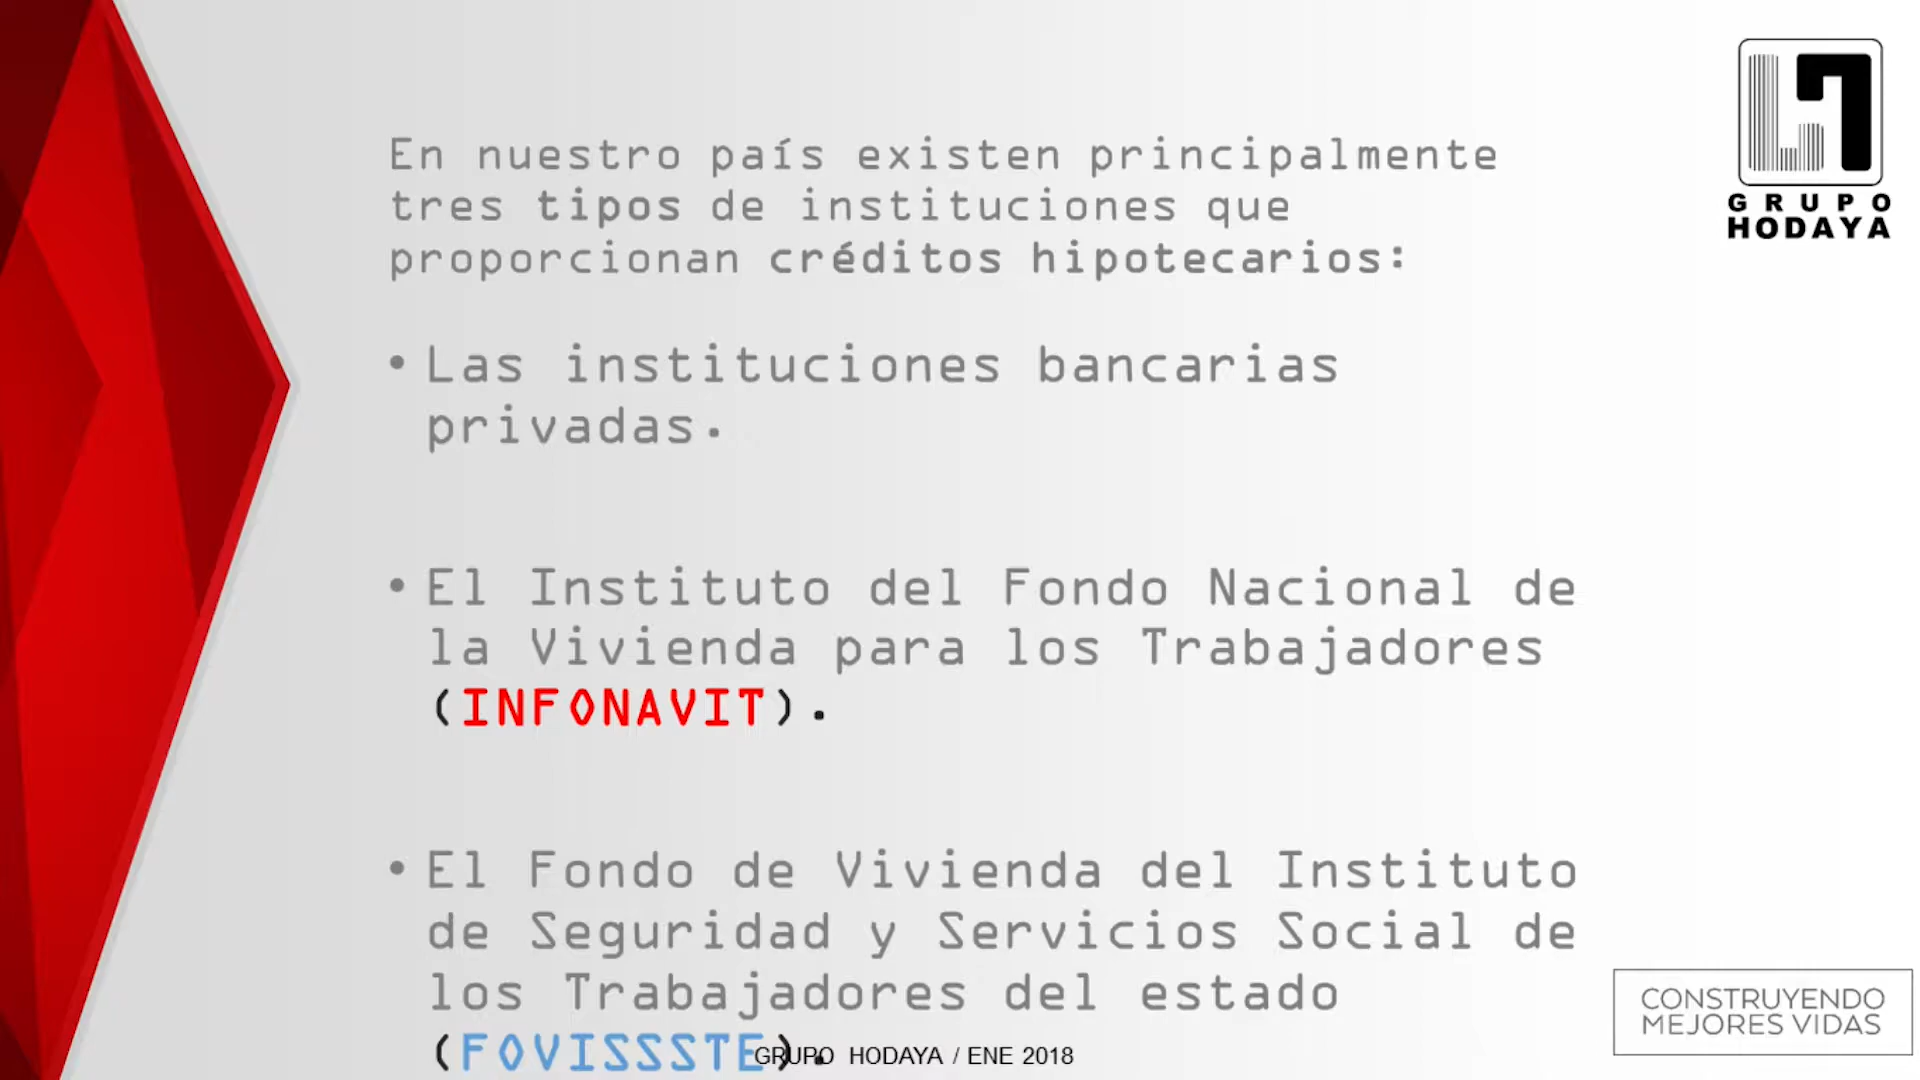 GRUPO
HODAYA
En nuestro país existen principalmente
tres tipos de instituciones que
proporcionan créditos hipotecarios:
• Las instituciones bancarias
privadas.
• El Instituto del Fondo Nacional de
la Vivienda para los Trabajadores
(INFONAVIT).
• El Fondo de Vivienda del Instituto
de Seguridad y Servicios Social de
los Trabajadores del estado
(FOVISSSTE).
GRUPO HODAYA / ENE 2018
CONSTRUYENDO
MEJORES VIDAS